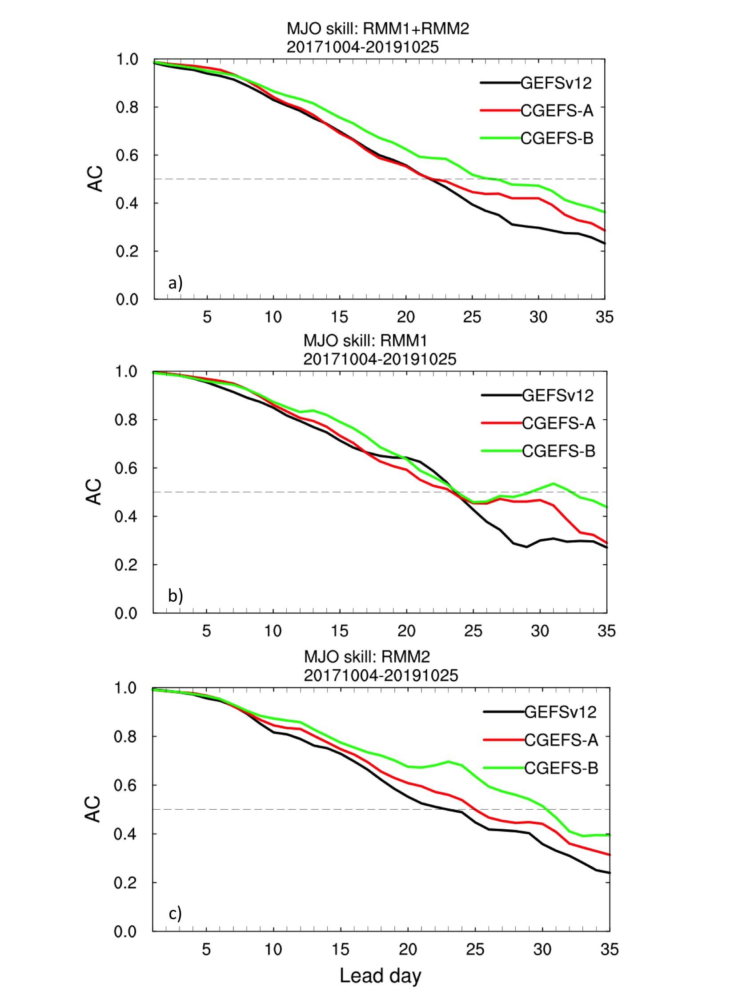 MJO skill: RMM1+RMM2
20171004-20191025
1.0
0.8
0.6
0.4
0.2
0.0
AC
GEFSv12
CGEFS-A
CGEFS-B
a)
5 10 15 20 25 30 35
MJO skill: RMM1
20171004-20191025
1.0
0.8
0.6
0.4
0.2
0.0
AC
GEFSv12
CGEFS-A
CGEFS-B
b)
5 10 15 20 25 30 35
MJO skill: RMM2
20171004-20191025
1.0
0.8
0.6
0.4
0.2
0.0
AC
GEFSv12
CGEFS-A
CGEFS-B
c)
5 10 15 20 25 30 35
Lead day